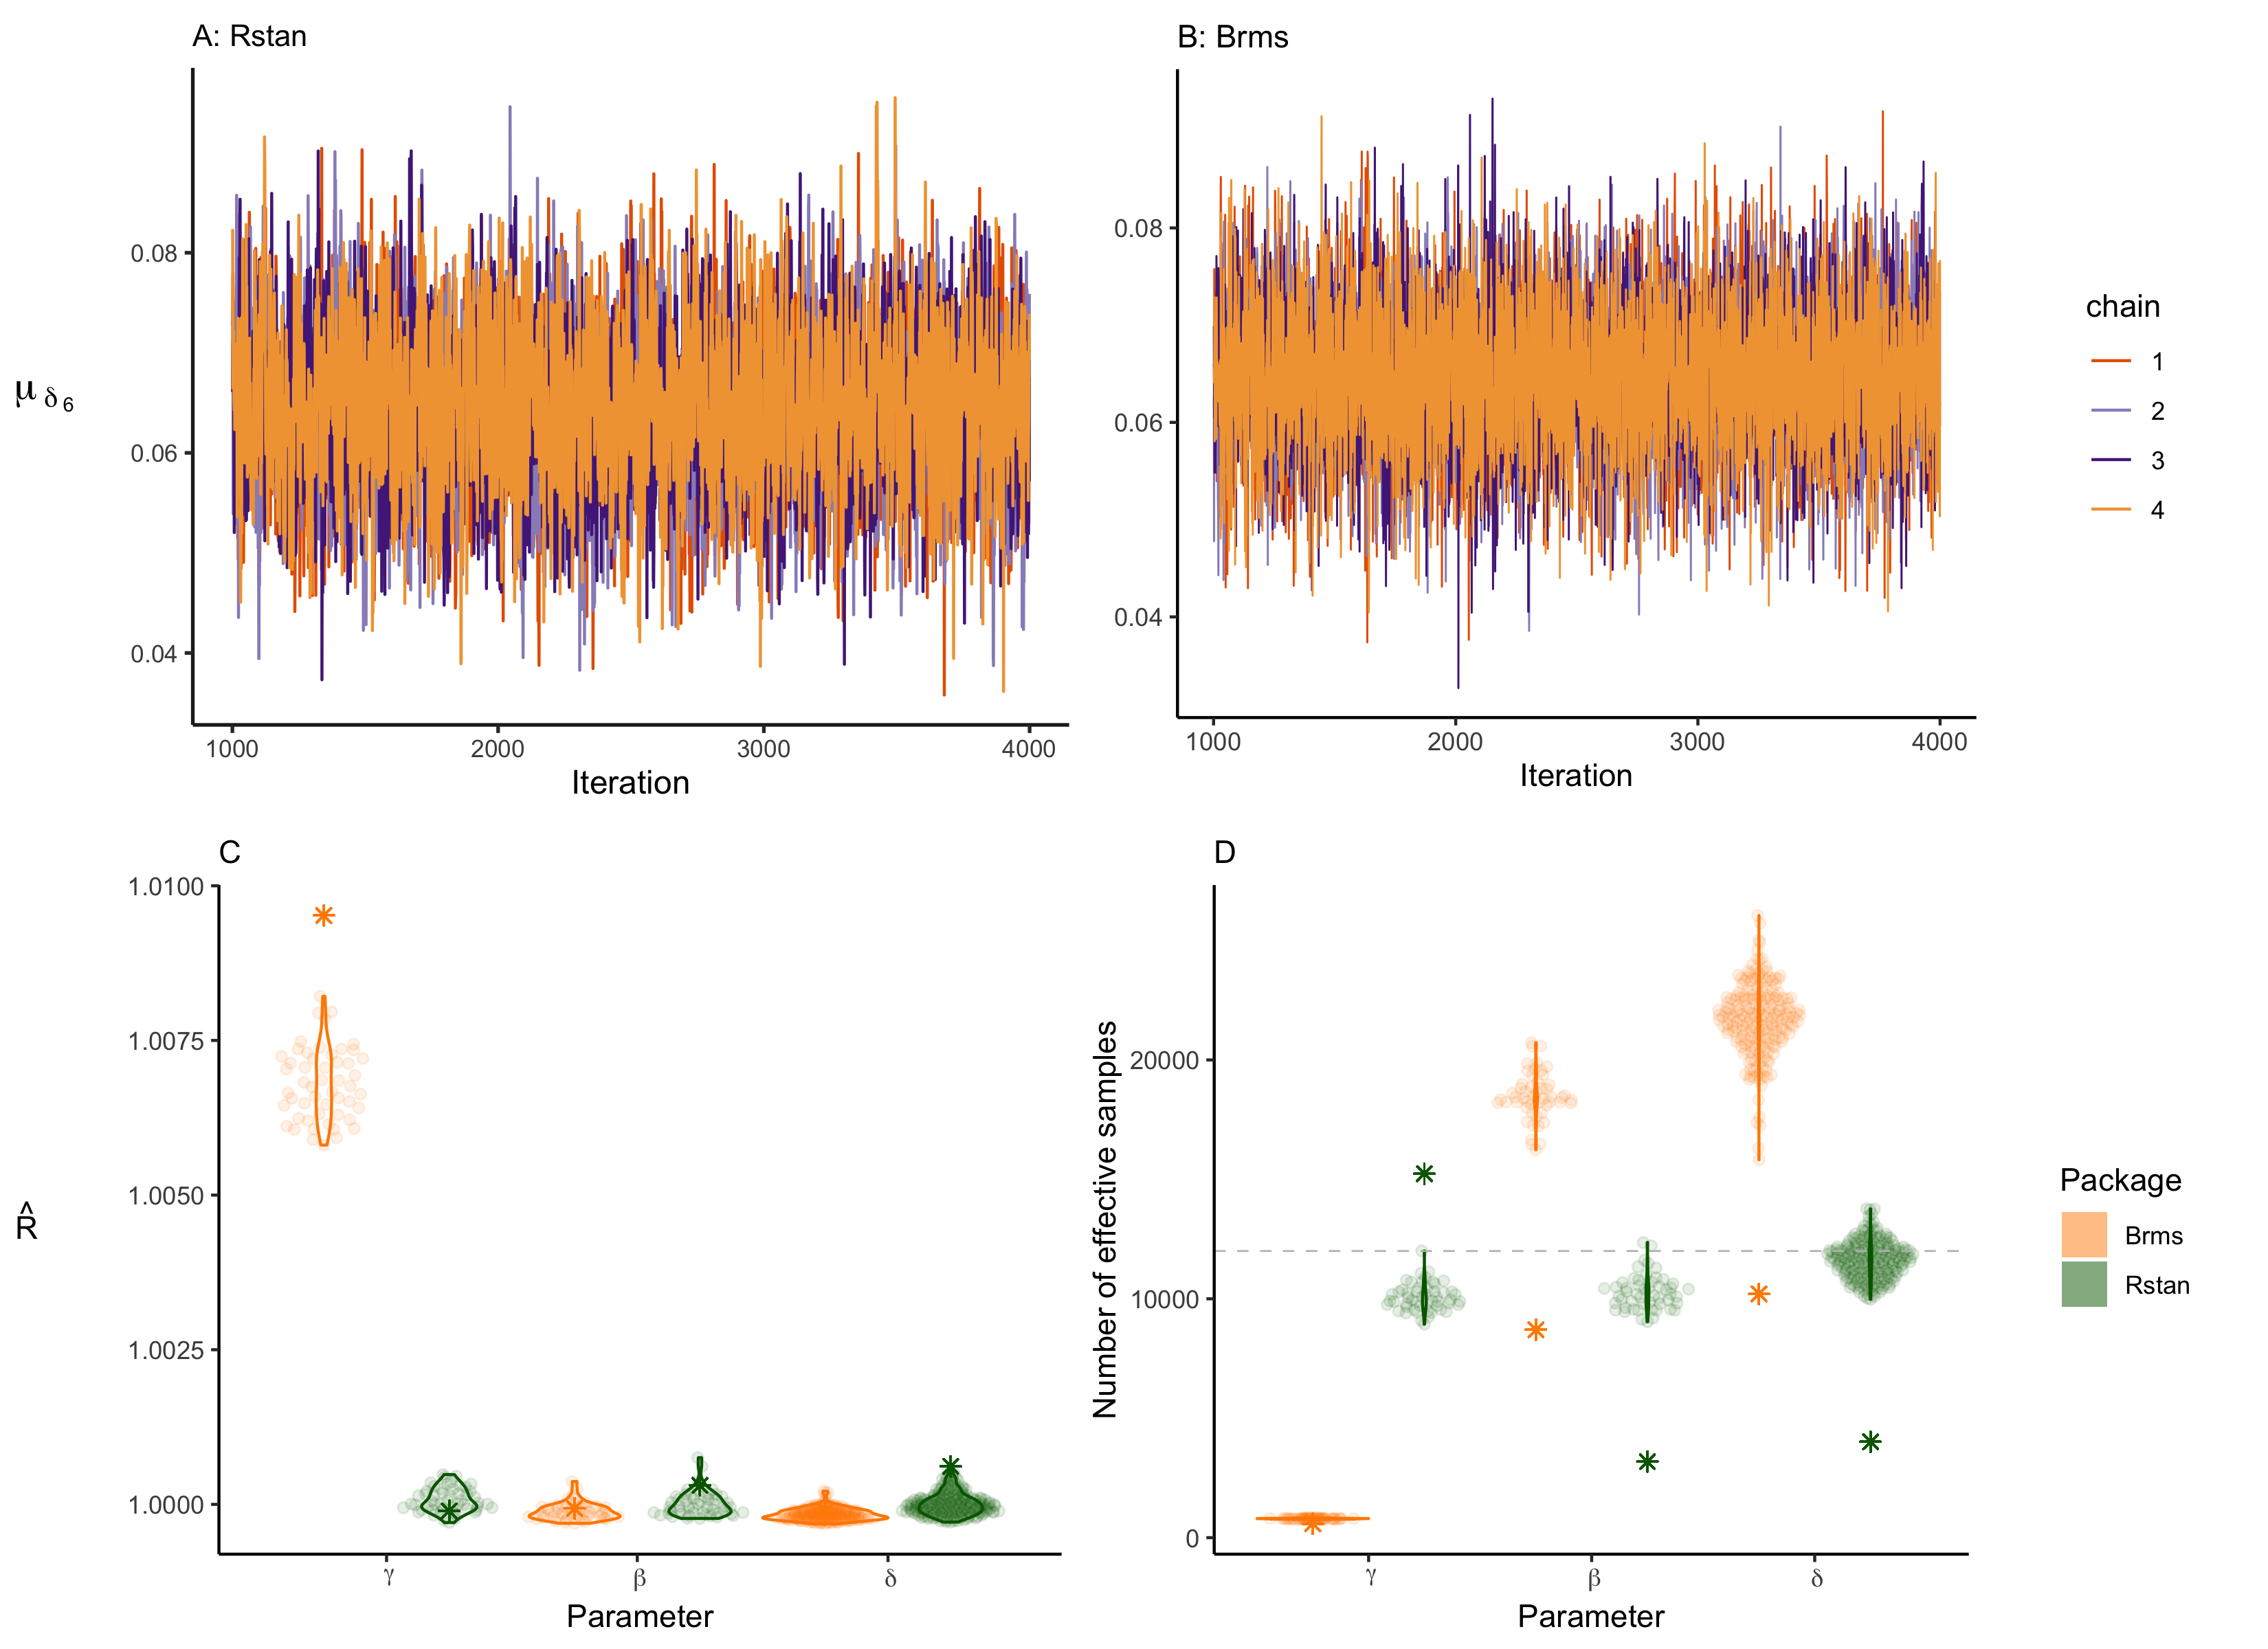 A: Rstan
B: Brms
0.08
0.06
0.04
μ δ 6
1000 2000 3000 4000
Iteration
0.08
0.06
0.04
1000 2000 3000 4000
Iteration
chain
1
2
3
4
C
1.0100
1.0075
1.0050
1.0025
1.0000
R̂
γ β δ
Parameter
D
Number of effective samples
20000
10000
0
γ β δ
Parameter
Package
Brms
Rstan